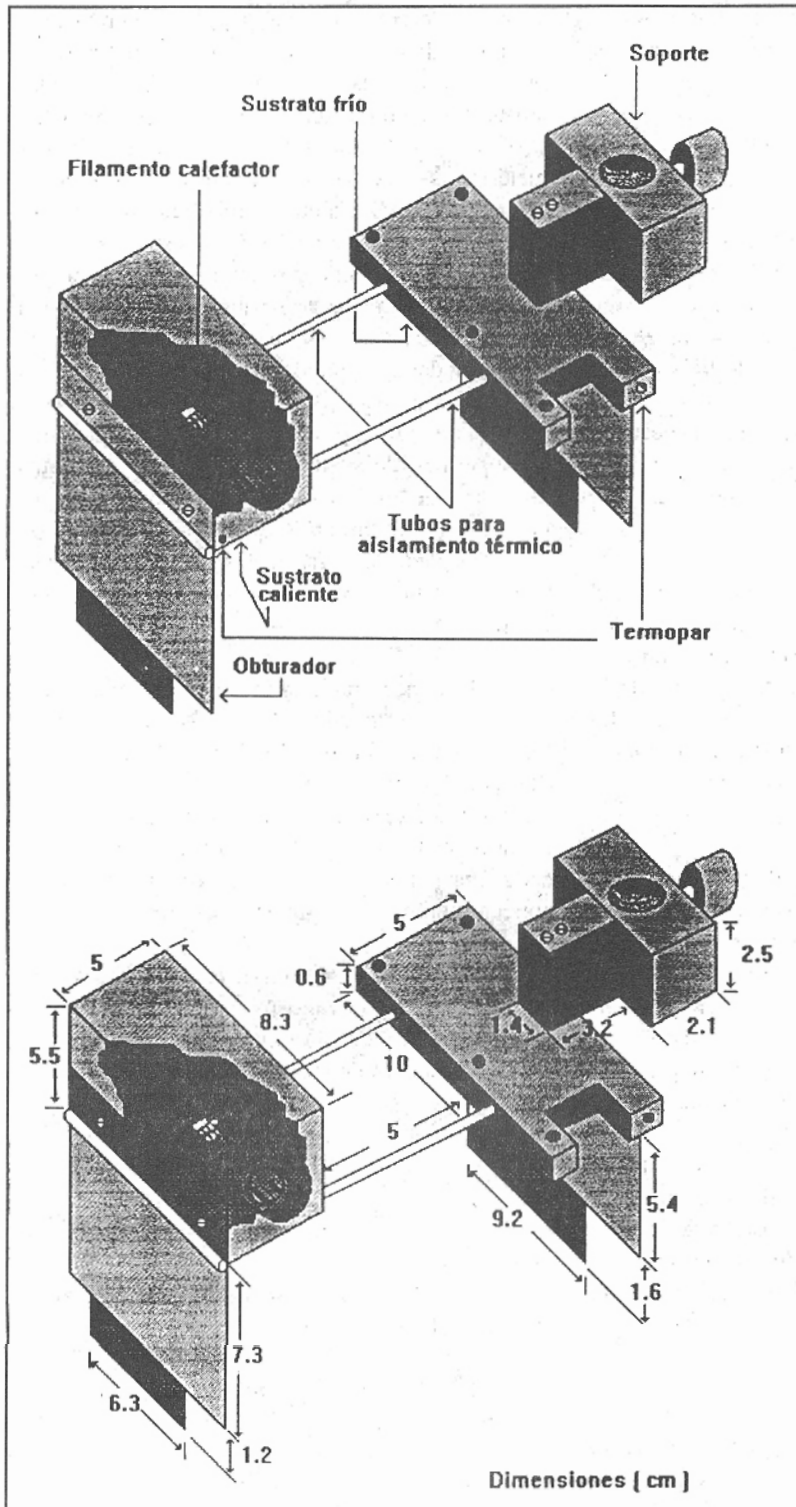 Soporte
Sustrato frío
Filamento calefactor
Tubos para
aislamiento térmico
Sustrato
caliente
Termopar
Obturador
5
5
0.6
2.5
8.3
1.4
3.2
2.1
5.5
10
5
5.4
9.2
1.6
7.3
6.3
1.2
Dimensiones ( cm )